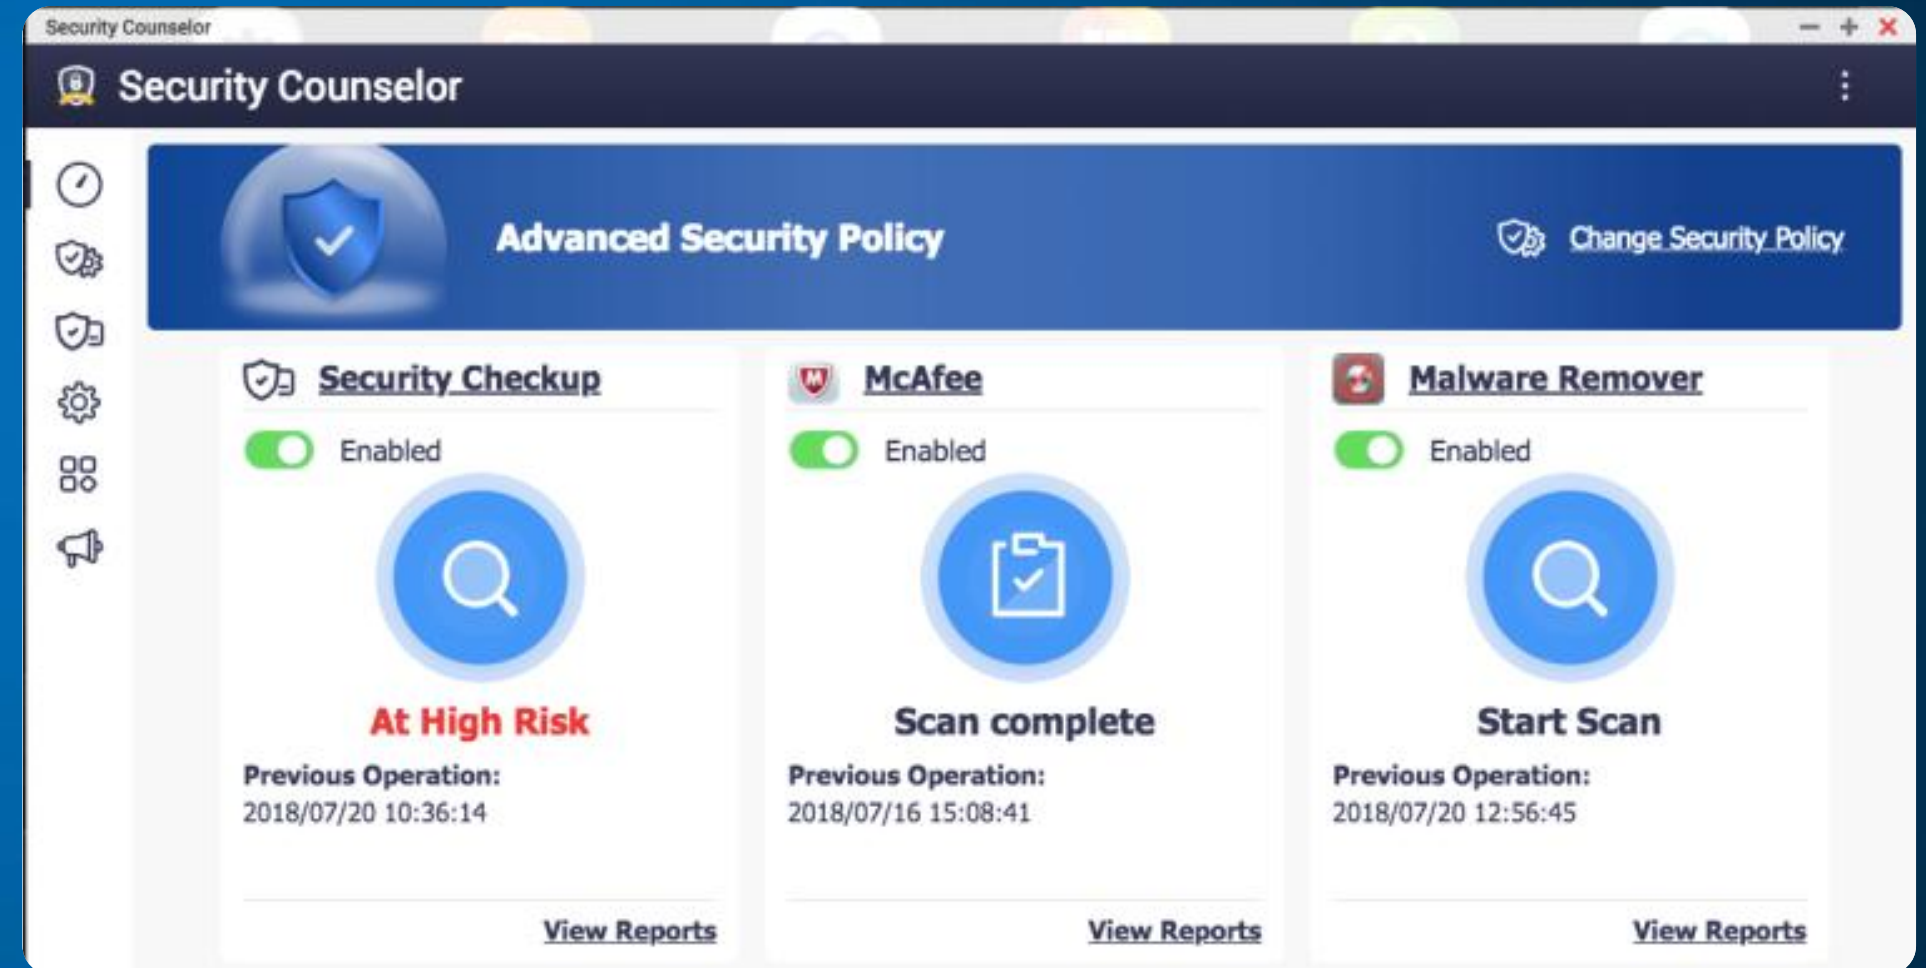 Security Counselor
Security Counselor
Advanced Security Policy
Change Security Policy
Security Checkup
Enabled
At High Risk
Previous Operation:
2018/07/20 10:36:14
View Reports
McAfee
Enabled
Scan complete
Previous Operation:
2018/07/16 15:08:41
View Reports
Malware Remover
Enabled
Start Scan
Previous Operation:
2018/07/20 12:56:45
View Reports